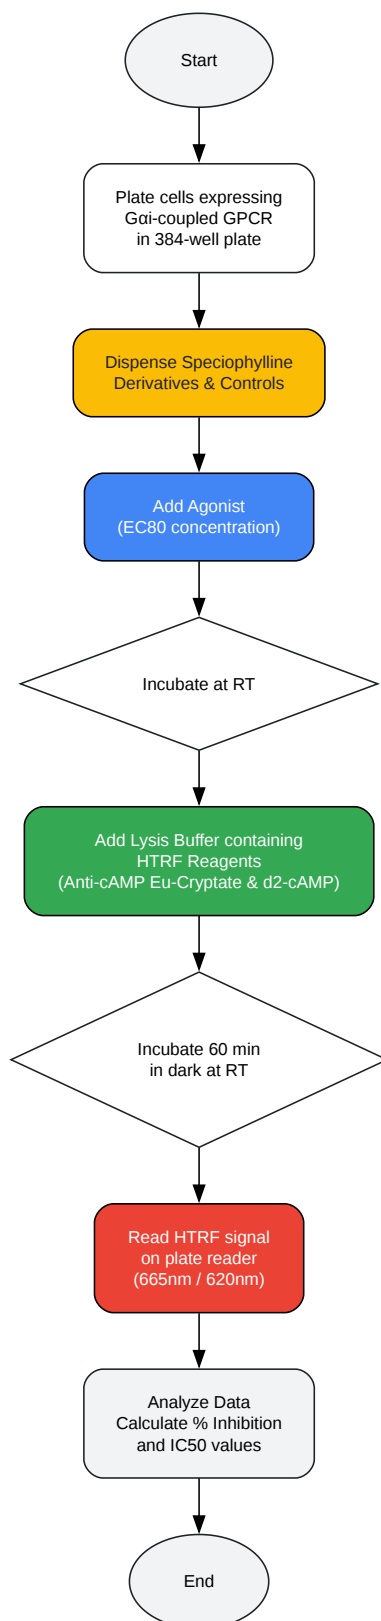 Start
Plate cells expressing
Gαi-coupled GPCR
in 384-well plate
Dispense Speciophylline
Derivatives & Controls
Add Agonist
(EC80 concentration)
Incubate at RT
Add Lysis Buffer containing
HTRF Reagents
(Anti-cAMP Eu-Cryptate & d2-cAMP)
Incubate 60 min
in dark at RT
Read HTRF signal
on plate reader
(665nm / 620nm)
Analyze Data
Calculate % Inhibition
and IC50 values
End